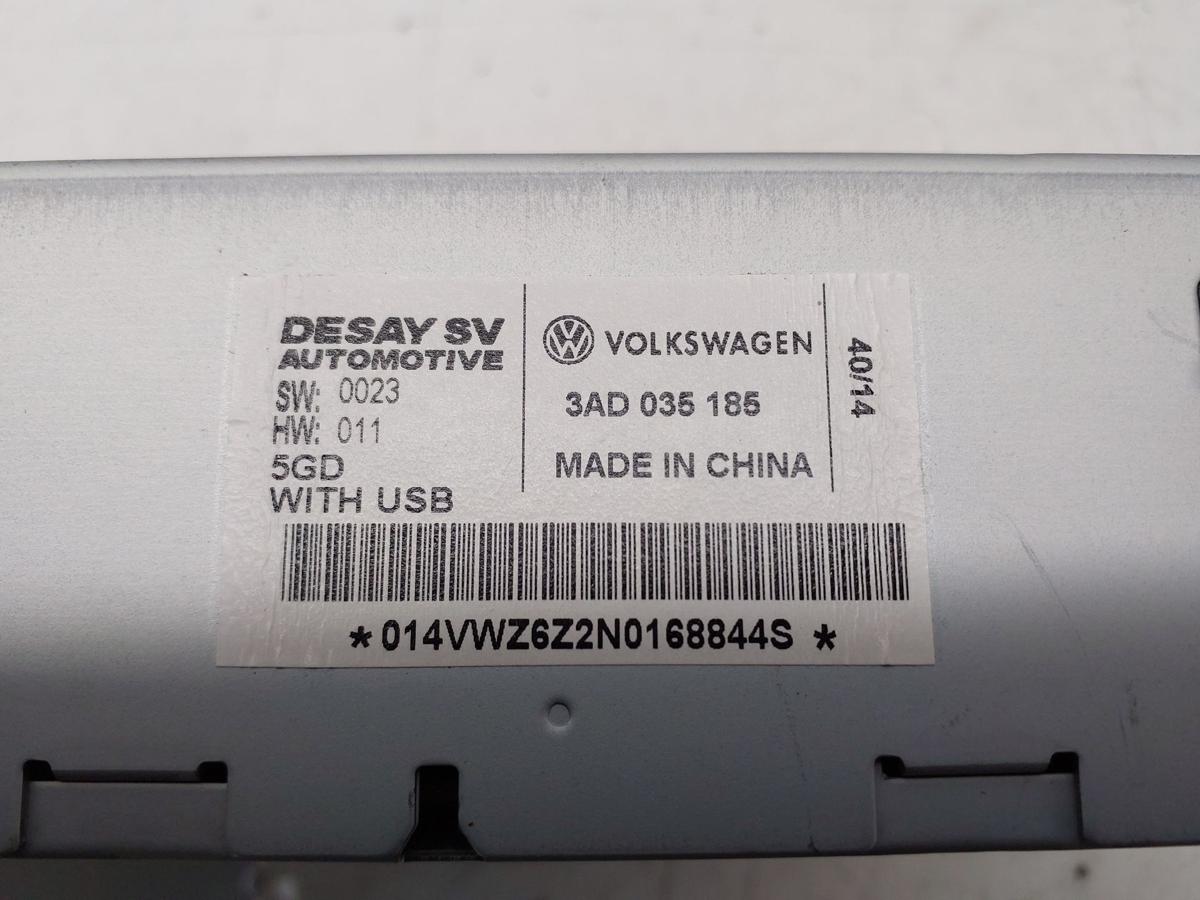 DESAY SV
AUTOMOTIVE
SW: 0023
HW: 011
5GD
WITH USB
VW VOLKSWAGEN
3AD 035 185
MADE IN CHINA
40/14
*014VWZ6Z2N0168844S *